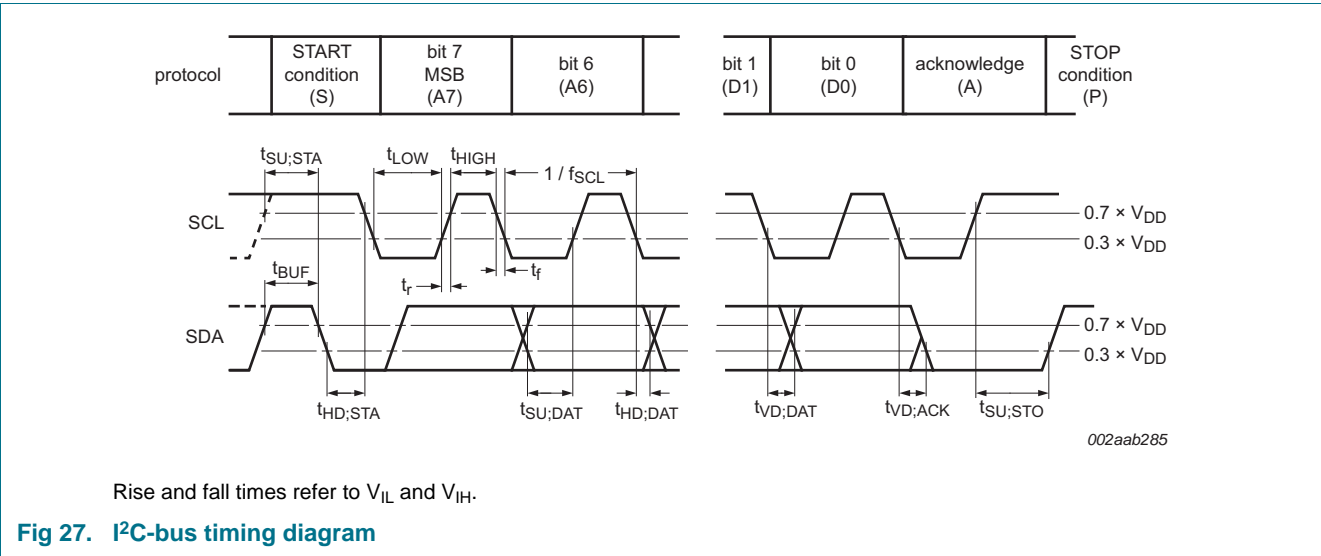 protocol
START
condition
(S)
bit 7
MSB
(A7)
bit 6
(A6)
bit 1
(D1)
bit 0
(D0)
acknowledge
(A)
STOP
condition
(P)
tSU;STA
tLOW
tHIGH
1 / fSCL
SCL
0.7 × VDD
0.3 × VDD
tBUF
tr
tf
SDA
0.7 × VDD
0.3 × VDD
tHD;STA
tSU;DAT
tHD;DAT
tVD;DAT
tVD;ACK
tSU;STO
002aab285
Rise and fall times refer to VIL and VIH.
Fig 27. I2C-bus timing diagram